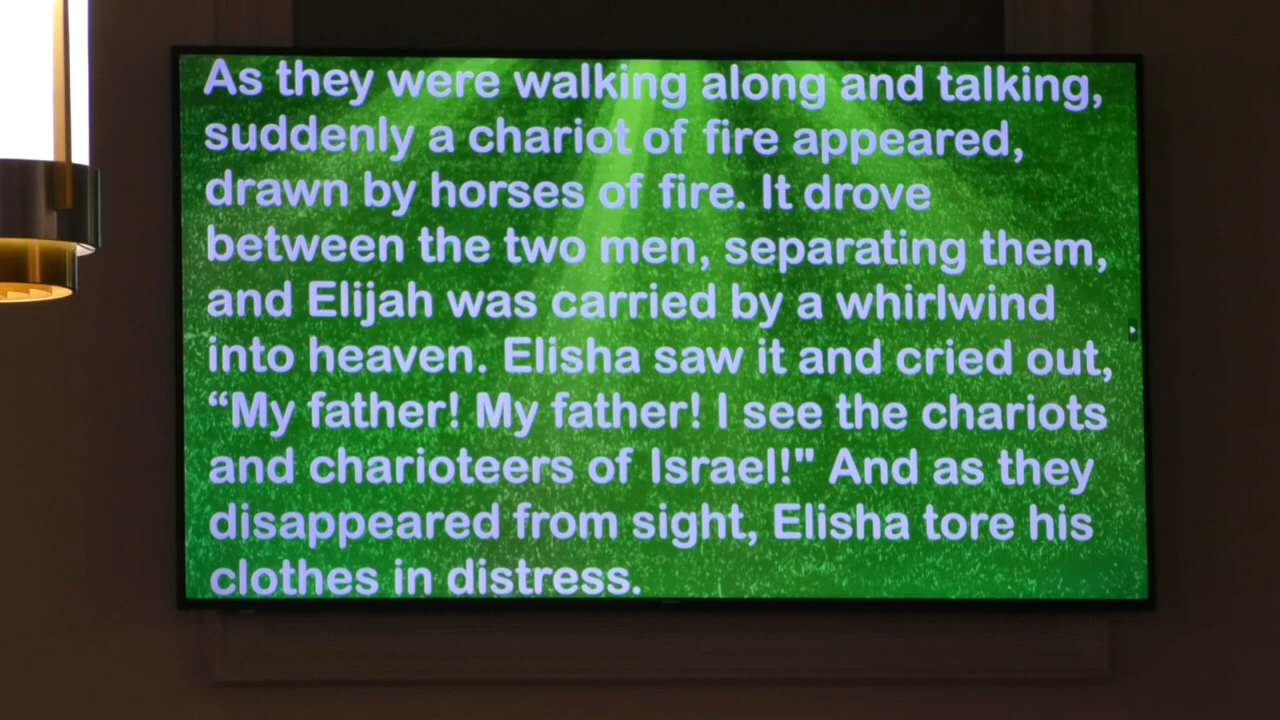 As they were walking along and talking,
suddenly a chariot of fire appeared,
drawn by horses of fire. It drove
between the two men, separating them,
and Elijah was carried by a whirlwind
into heaven. Elisha saw it and cried out,
“My father! My father! I see the chariots
and charioteers of Israel!" And as they
disappeared from sight, Elisha tore his
clothes in distress.